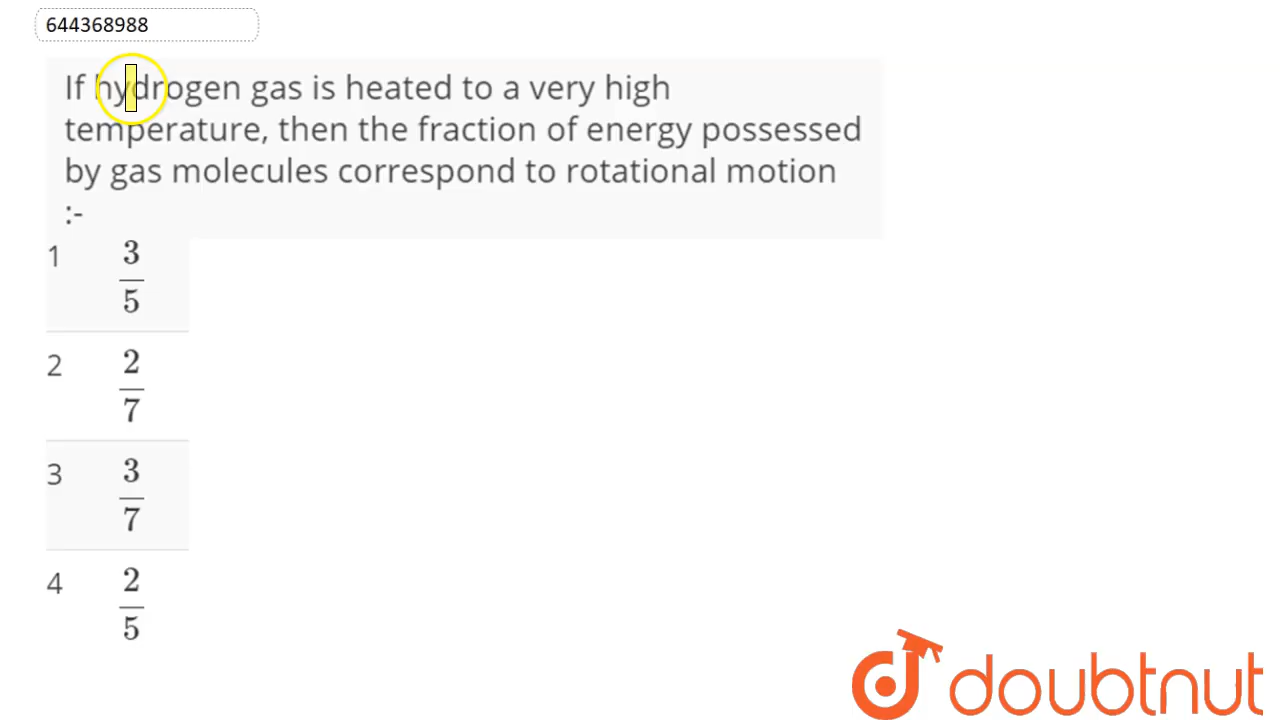 644368988
If hydrogen gas is heated to a very high
temperature, then the fraction of energy possessed
by gas molecules correspond to rotational motion
:-
1 3/5
2 2/7
3 3/7
4 2/5
doubtnut